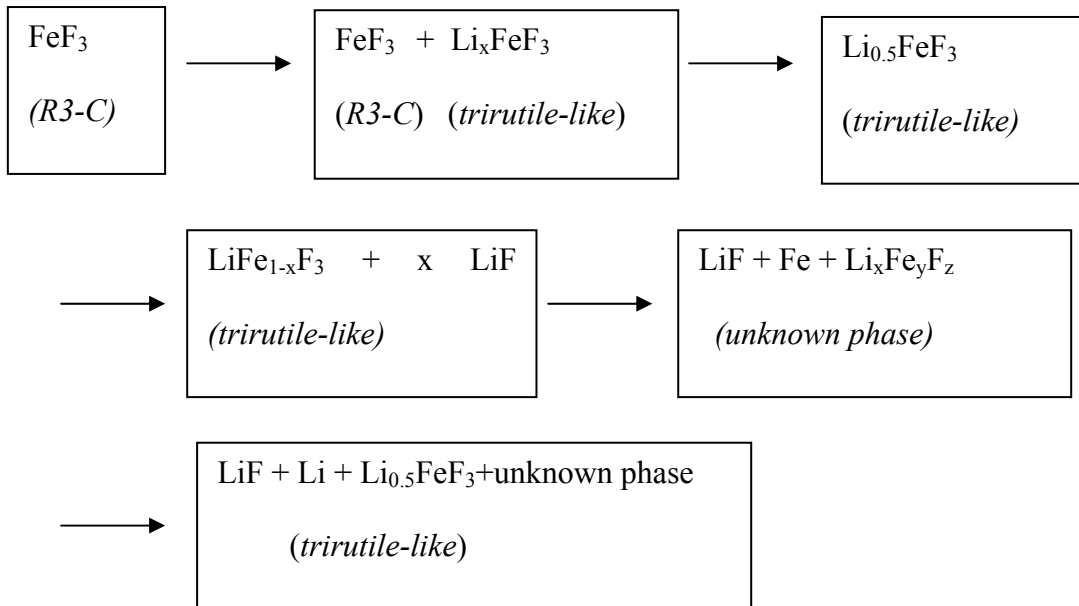 FeF₃
(R3-C)
FeF₃ + LiₓFeF₃
(R3-C) (trirutile-like)
Li₀.₅FeF₃
(trirutile-like)
LiFe₁₋ₓF₃ + x LiF
(trirutile-like)
LiF + Fe + LiₓFeᵧF_z
(unknown phase)
LiF + Li + Li₀.₅FeF₃+unknown phase
(trirutile-like)